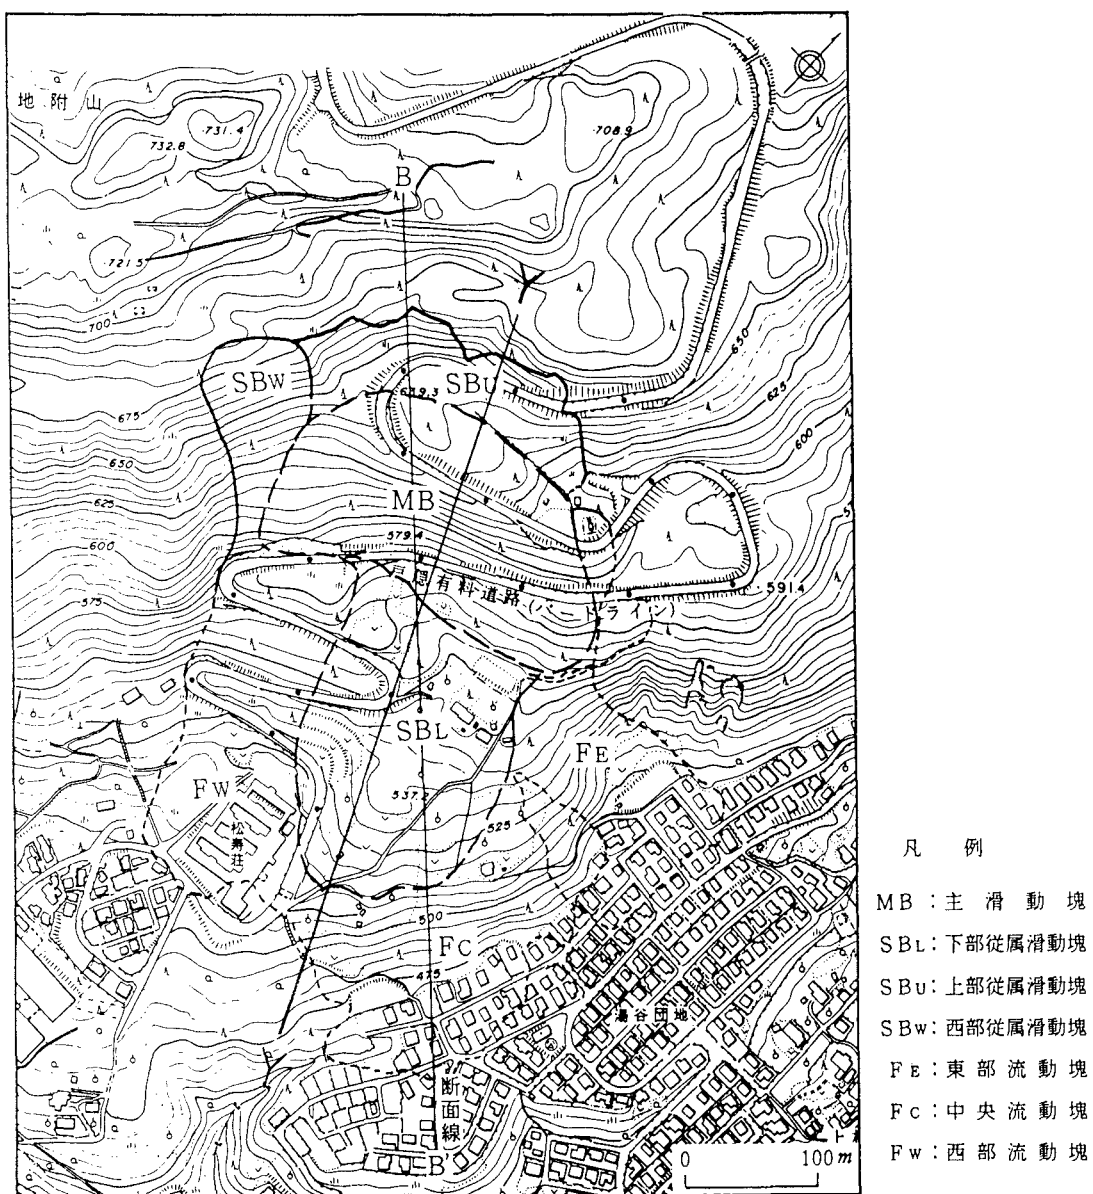 地附山
731.4
732.8
708.9
B
721.5
700
650
SBW
SBU
639.3
625
675
600
650
MB
625
579.4
600
戸隠有料道路(バードライン)
591.4
575
SBL
FE
FW
537.2
松寿荘
525
500
FC
475
湯谷団地
断面線
B'
0 100m
凡例
MB:主滑動塊
SBL:下部従属滑動塊
SBU:上部従属滑動塊
SBW:西部従属滑動塊
FE:東部流動塊
FC:中央流動塊
FW:西部流動塊